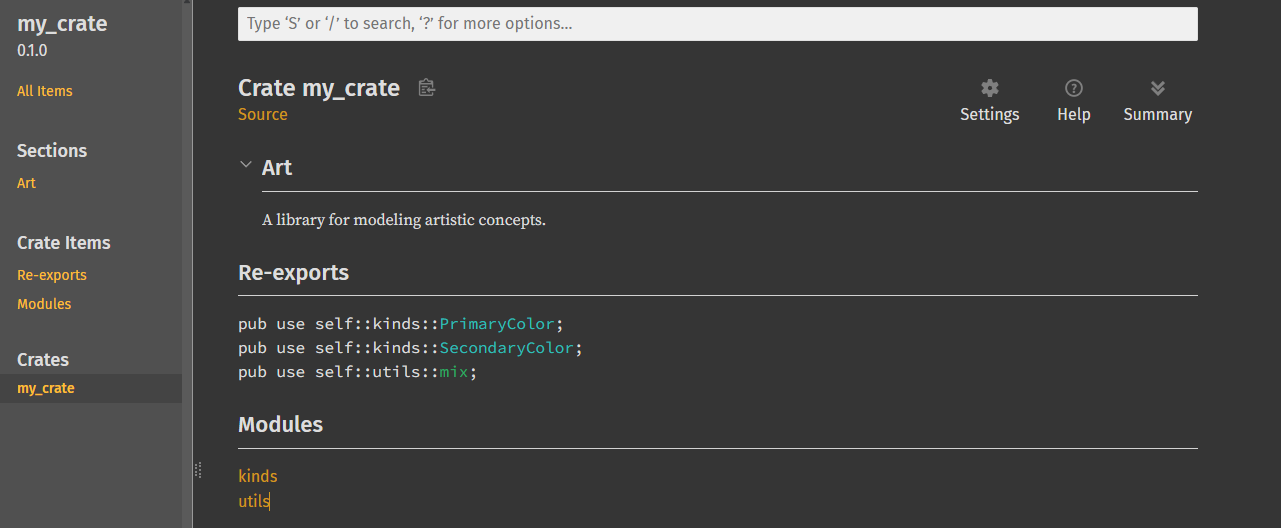 my_crate
0.1.0
All Items
Sections
Art
Crate Items
Re-exports
Modules
Crates
my_crate
Type ‘S’ or ‘/’ to search, ‘?’ for more options…
Crate my_crate
Source
Settings
Help
Summary
Art
A library for modeling artistic concepts.
Re-exports
pub use self::kinds::PrimaryColor;
pub use self::kinds::SecondaryColor;
pub use self::utils::mix;
Modules
kinds
utils